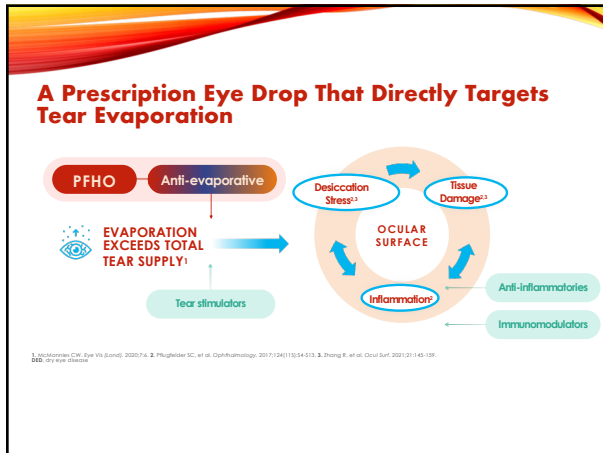 A Prescription Eye Drop That Directly Targets
Tear Evaporation
PFHO
Anti-evaporative
EVAPORATION
EXCEEDS TOTAL
TEAR SUPPLY1
Tear stimulators
Desiccation
Stress2,3
Tissue
Damage2,3
OCULAR
SURFACE
Inflammation2
Anti-inflammatories
Immunomodulators
1. McMonnies CW. Eye Vis (Lond). 2020;7:6. 2. Pflugfelder SC, et al. Ophthalmology. 2017;124(11S):S4-S13. 3. Zhang R, et al. Ocul Surf. 2021;21:145-159.
DED, dry eye disease